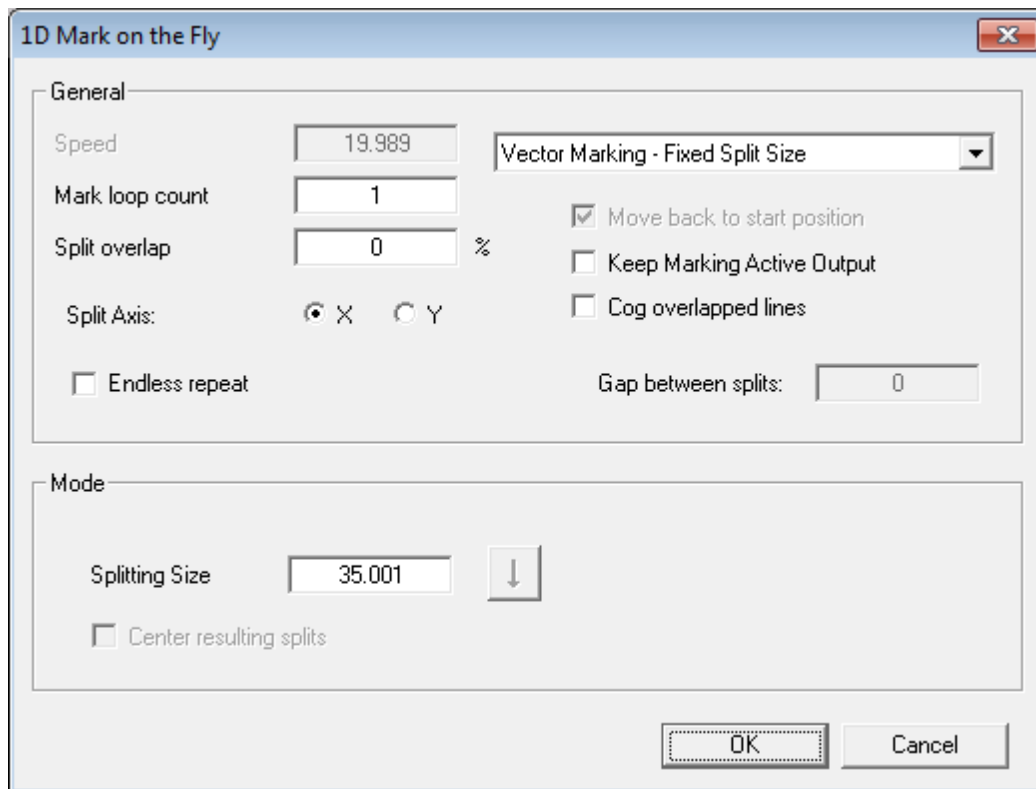 1D Mark on the Fly
General
Speed 19.989 Vector Marking - Fixed Split Size
Mark loop count 1 Move back to start position
Split overlap 0 % Keep Marking Active Output
Split Axis: X Y Cog overlapped lines
Endless repeat Gap between splits: 0
Mode
Splitting Size 35.001
Center resulting splits
OK Cancel